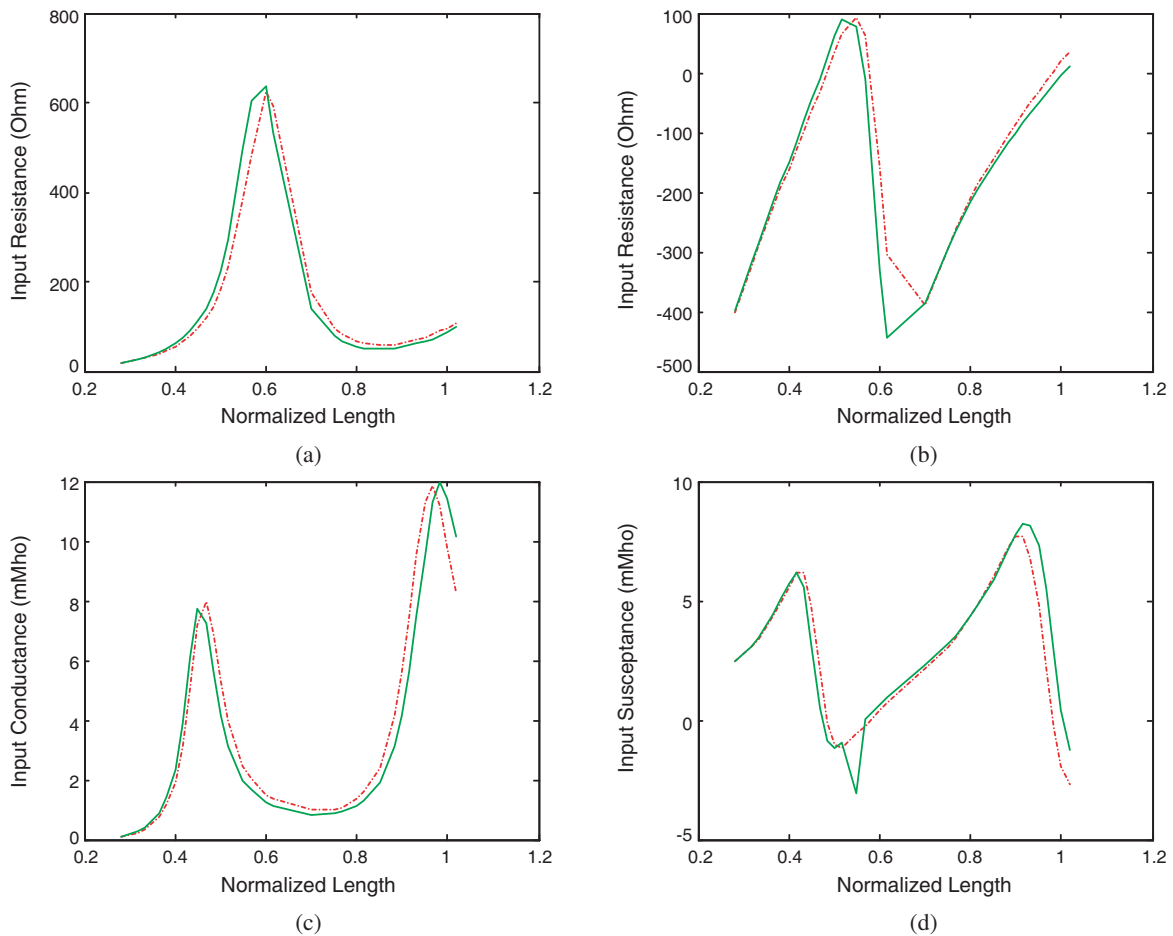 800
600
400
200
0
Input Resistance (Ohm)
0.2 0.4 0.6 0.8 1 1.2
Normalized Length
(a)
100
0
-100
-200
-300
-400
-500
Input Resistance (Ohm)
0.2 0.4 0.6 0.8 1 1.2
Normalized Length
(b)
12
10
8
6
4
2
0
Input Conductance (mMho)
0.2 0.4 0.6 0.8 1 1.2
Normalized Length
(c)
10
5
0
-5
Input Susceptance (mMho)
0.2 0.4 0.6 0.8 1 1.2
Normalized Length
(d)